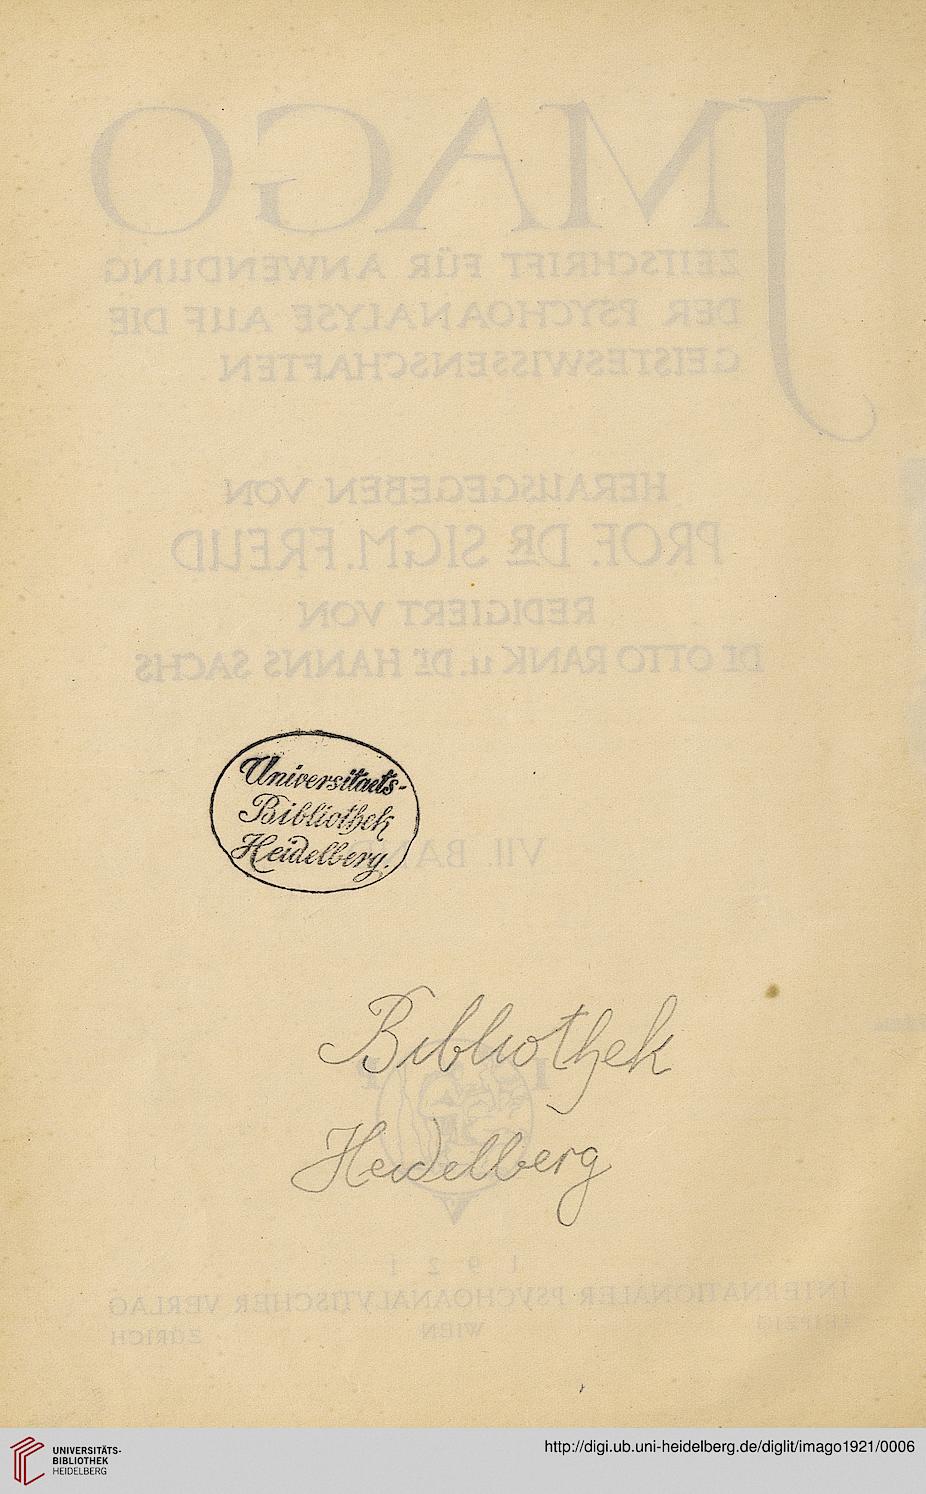 IMAGO
ZEITSCHRIFT FÜR ANWENDUNG
DER PSYCHOANALYSE AUF DIE
GEISTESWISSENSCHAFTEN
HERAUSGEGEBEN VON
PROF. DR SIGM. FREUD
REDIGIERT VON
DR OTTO RANK u. DR HANNS SACHS
Universitaets-
Bibliothek
Heidelberg.
VII. BAND
Bibliothek
Heidelberg
1921
INTERNATIONALER PSYCHOANALYTISCHER VERLAG
LEIPZIG WIEN ZÜRICH
UNIVERSITÄTS-
BIBLIOTHEK
HEIDELBERG
http://digi.ub.uni-heidelberg.de/diglit/imago1921/0006